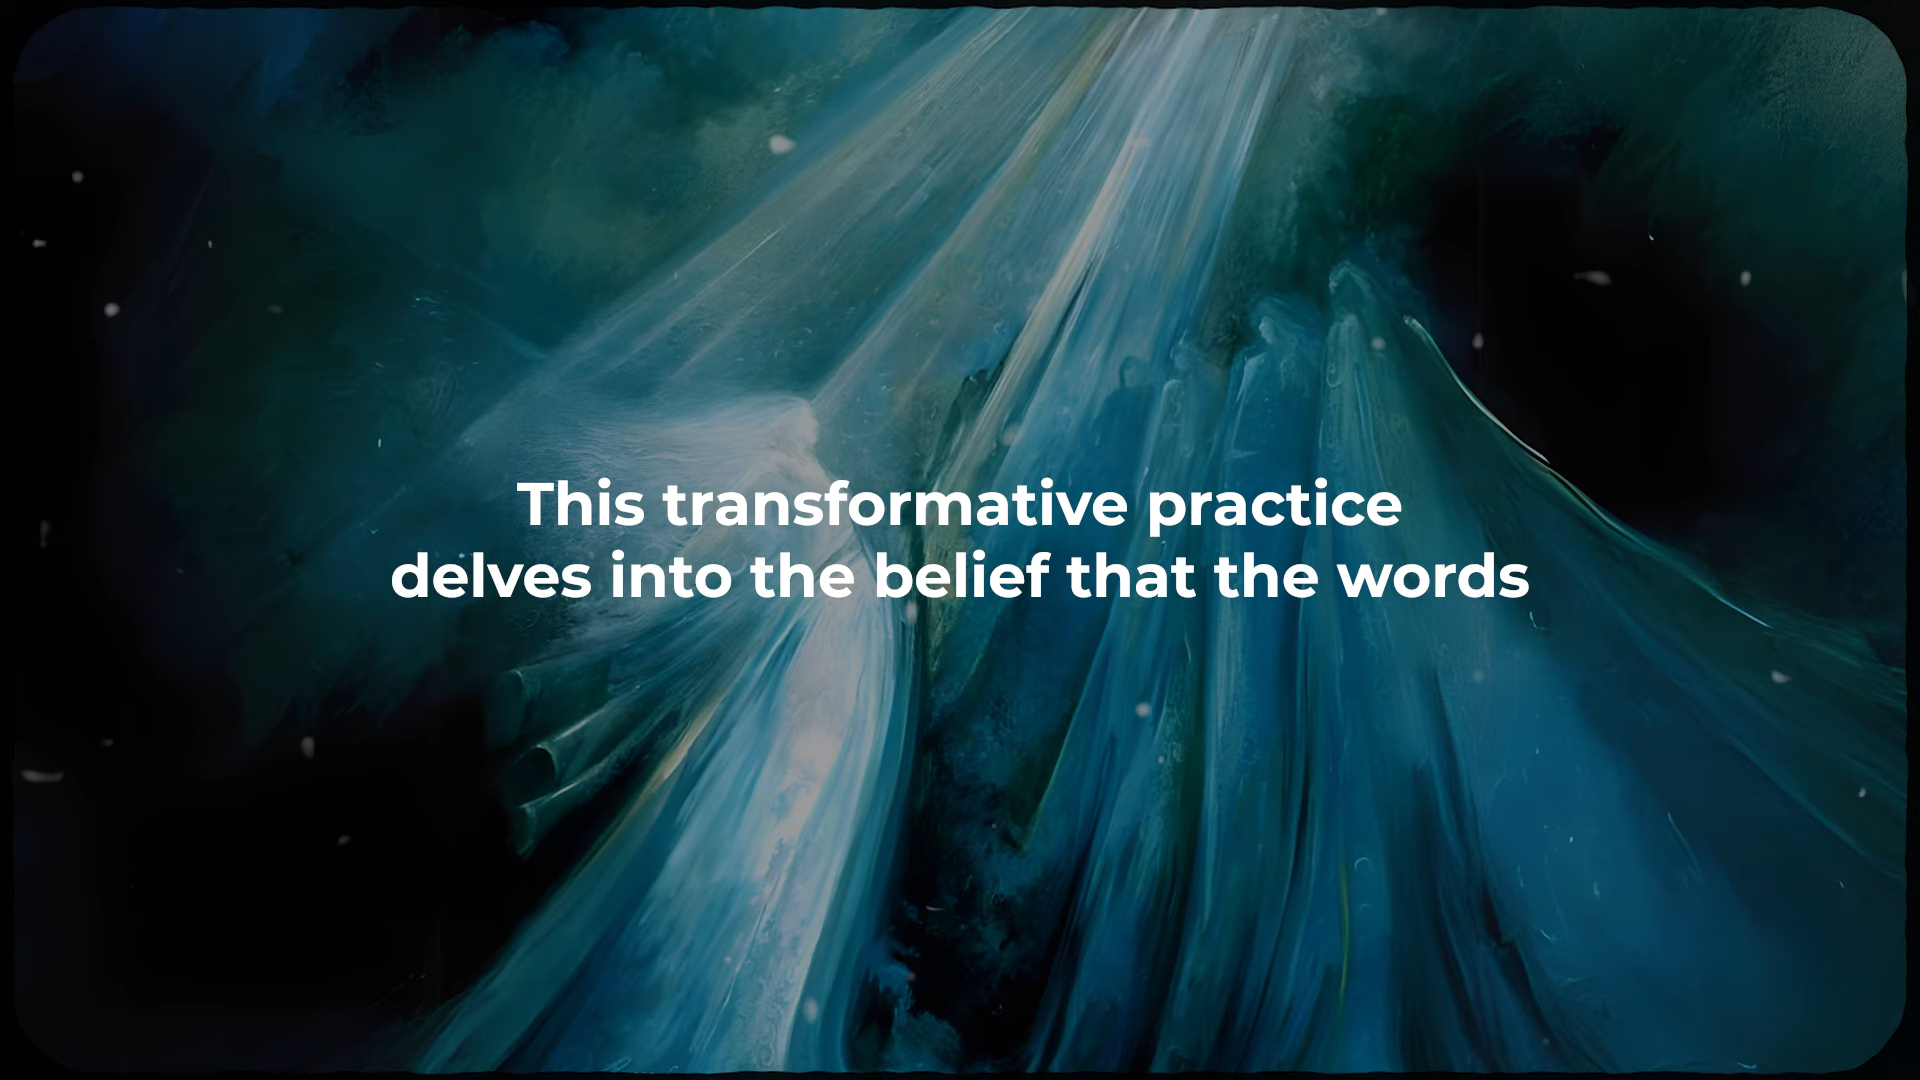 This transformative practice
delves into the belief that the words